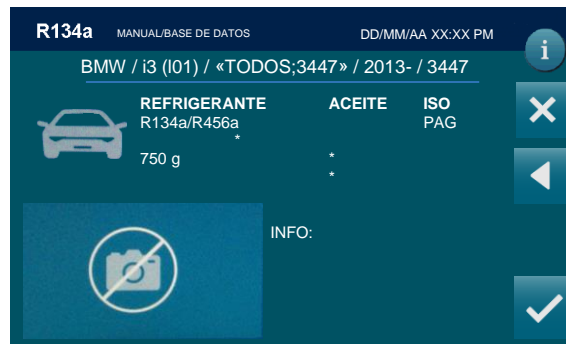 R134a MANUAL/BASE DE DATOS DD/MM/AA XX:XX PM
i
BMW / i3 (I01) / «TODOS;3447» / 2013- / 3447
REFRIGERANTE ACEITE ISO
R134a/R456a PAG
*
750 g *
*
INFO: